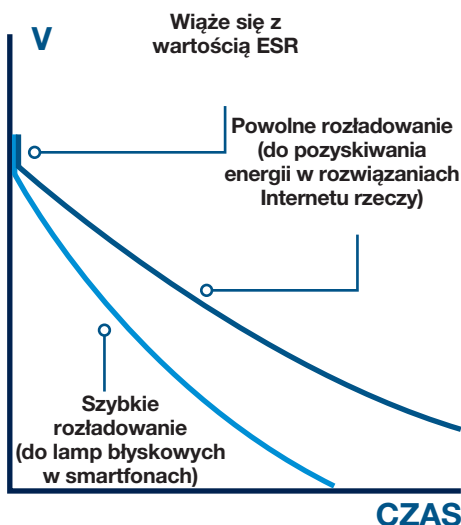 V
Wiąże się z
wartością ESR
Powolne rozładowanie
(do pozyskiwania
energii w rozwiązaniach
Internetu rzeczy)
Szybkie
rozładowanie
(do lamp błyskowych
w smartfonach)
CZAS